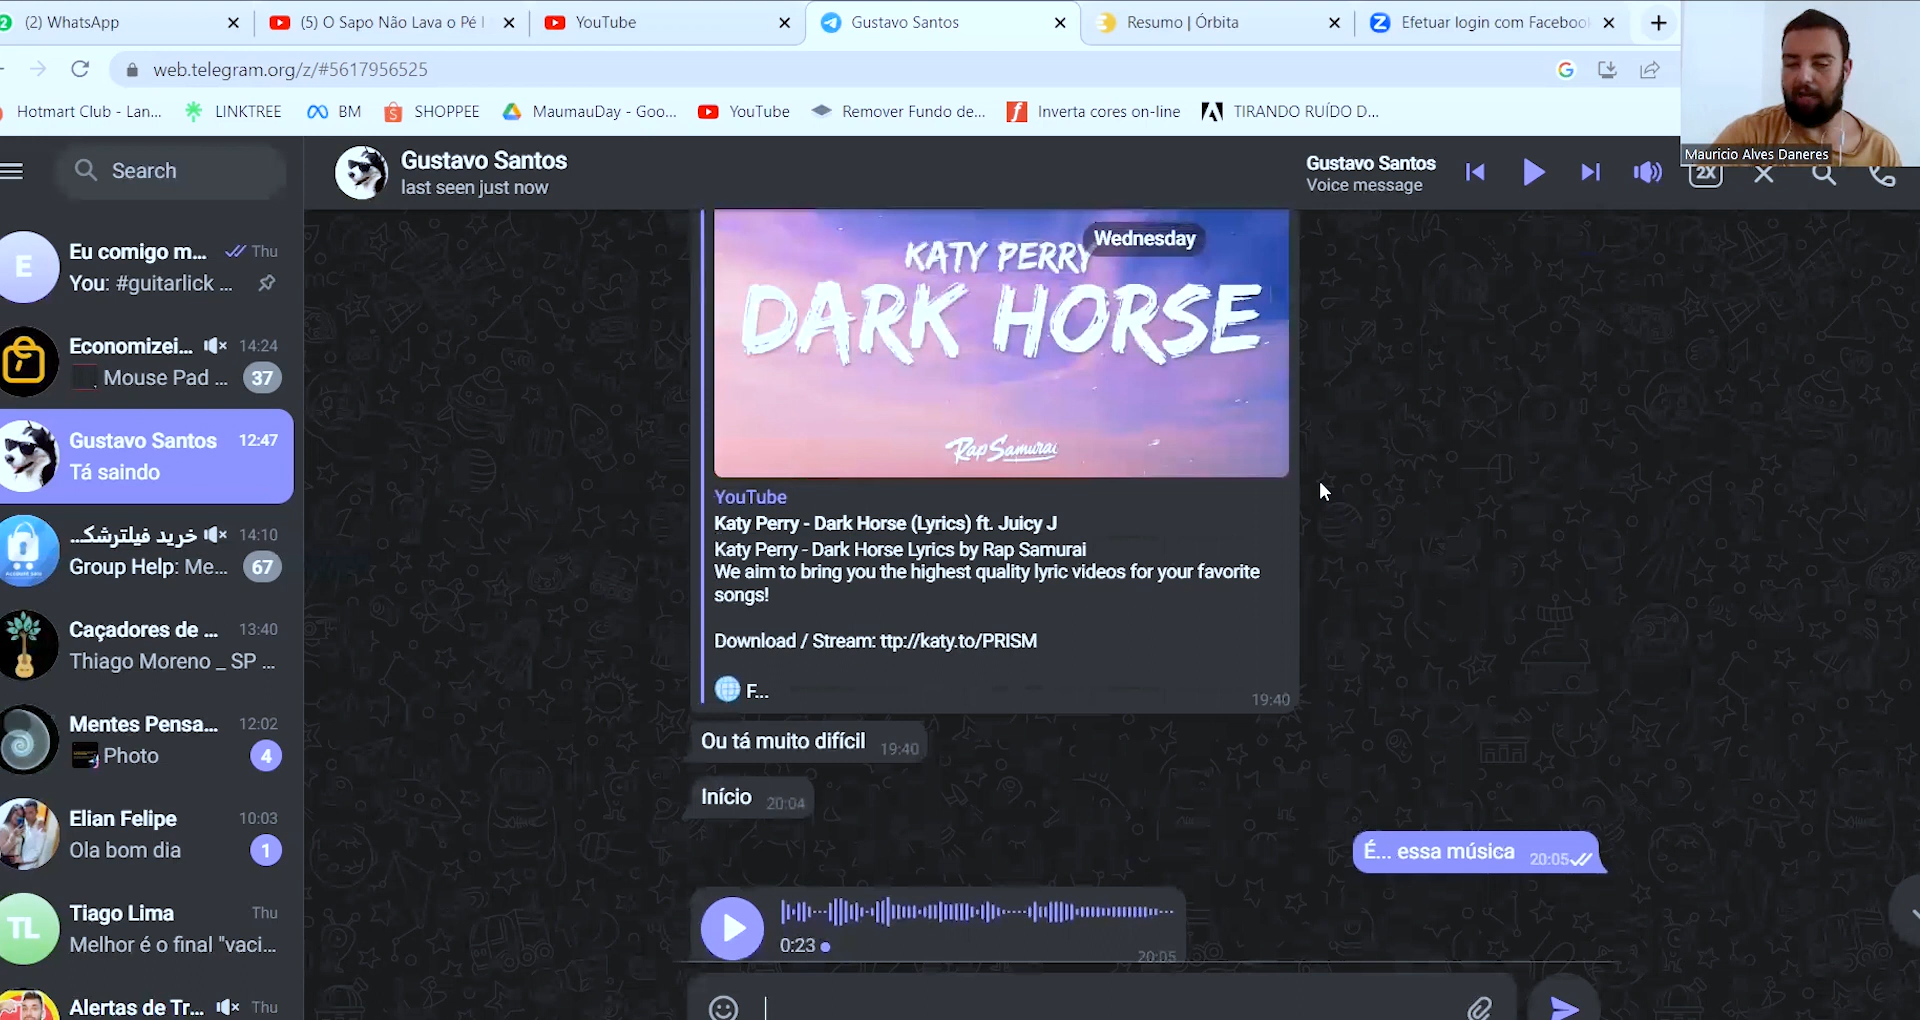 (2) WhatsApp
(5) O Sapo Não Lava o Pé
YouTube
Gustavo Santos
Resumo | Órbita
Efetuar login com Facebook
web.telegram.org/z/#5617956525
Hotmart Club - Lan...
LINKTREE
BM
SHOPPEE
MaumauDay - Goo...
YouTube
Remover Fundo de...
Inverta cores on-line
TIRANDO RUÍDO D...
Mauricio Alves Daneres
Search
Gustavo Santos
last seen just now
Gustavo Santos
Voice message
2X
E
Eu comigo m... Thu
You: #guitarlick ...
Economizei... 14:24
Mouse Pad ... 37
Gustavo Santos 12:47
Tá saindo
خرید فیلترشک... 14:10
Group Help: Me... 67
Caçadores de ... 13:40
Thiago Moreno _ SP ...
Mentes Pensa... 12:02
Photo 4
Elian Felipe 10:03
Ola bom dia 1
TL
Tiago Lima Thu
Melhor é o final "vaci...
Alertas de Tr... Thu
Wednesday
KATY PERRY
DARK HORSE
Rap Samurai
YouTube
Katy Perry - Dark Horse (Lyrics) ft. Juicy J
Katy Perry - Dark Horse Lyrics by Rap Samurai
We aim to bring you the highest quality lyric videos for your favorite
songs!
Download / Stream: ttp://katy.to/PRISM
F...
19:40
Ou tá muito difícil 19:40
Início 20:04
É... essa música 20:05
0:23
20:05